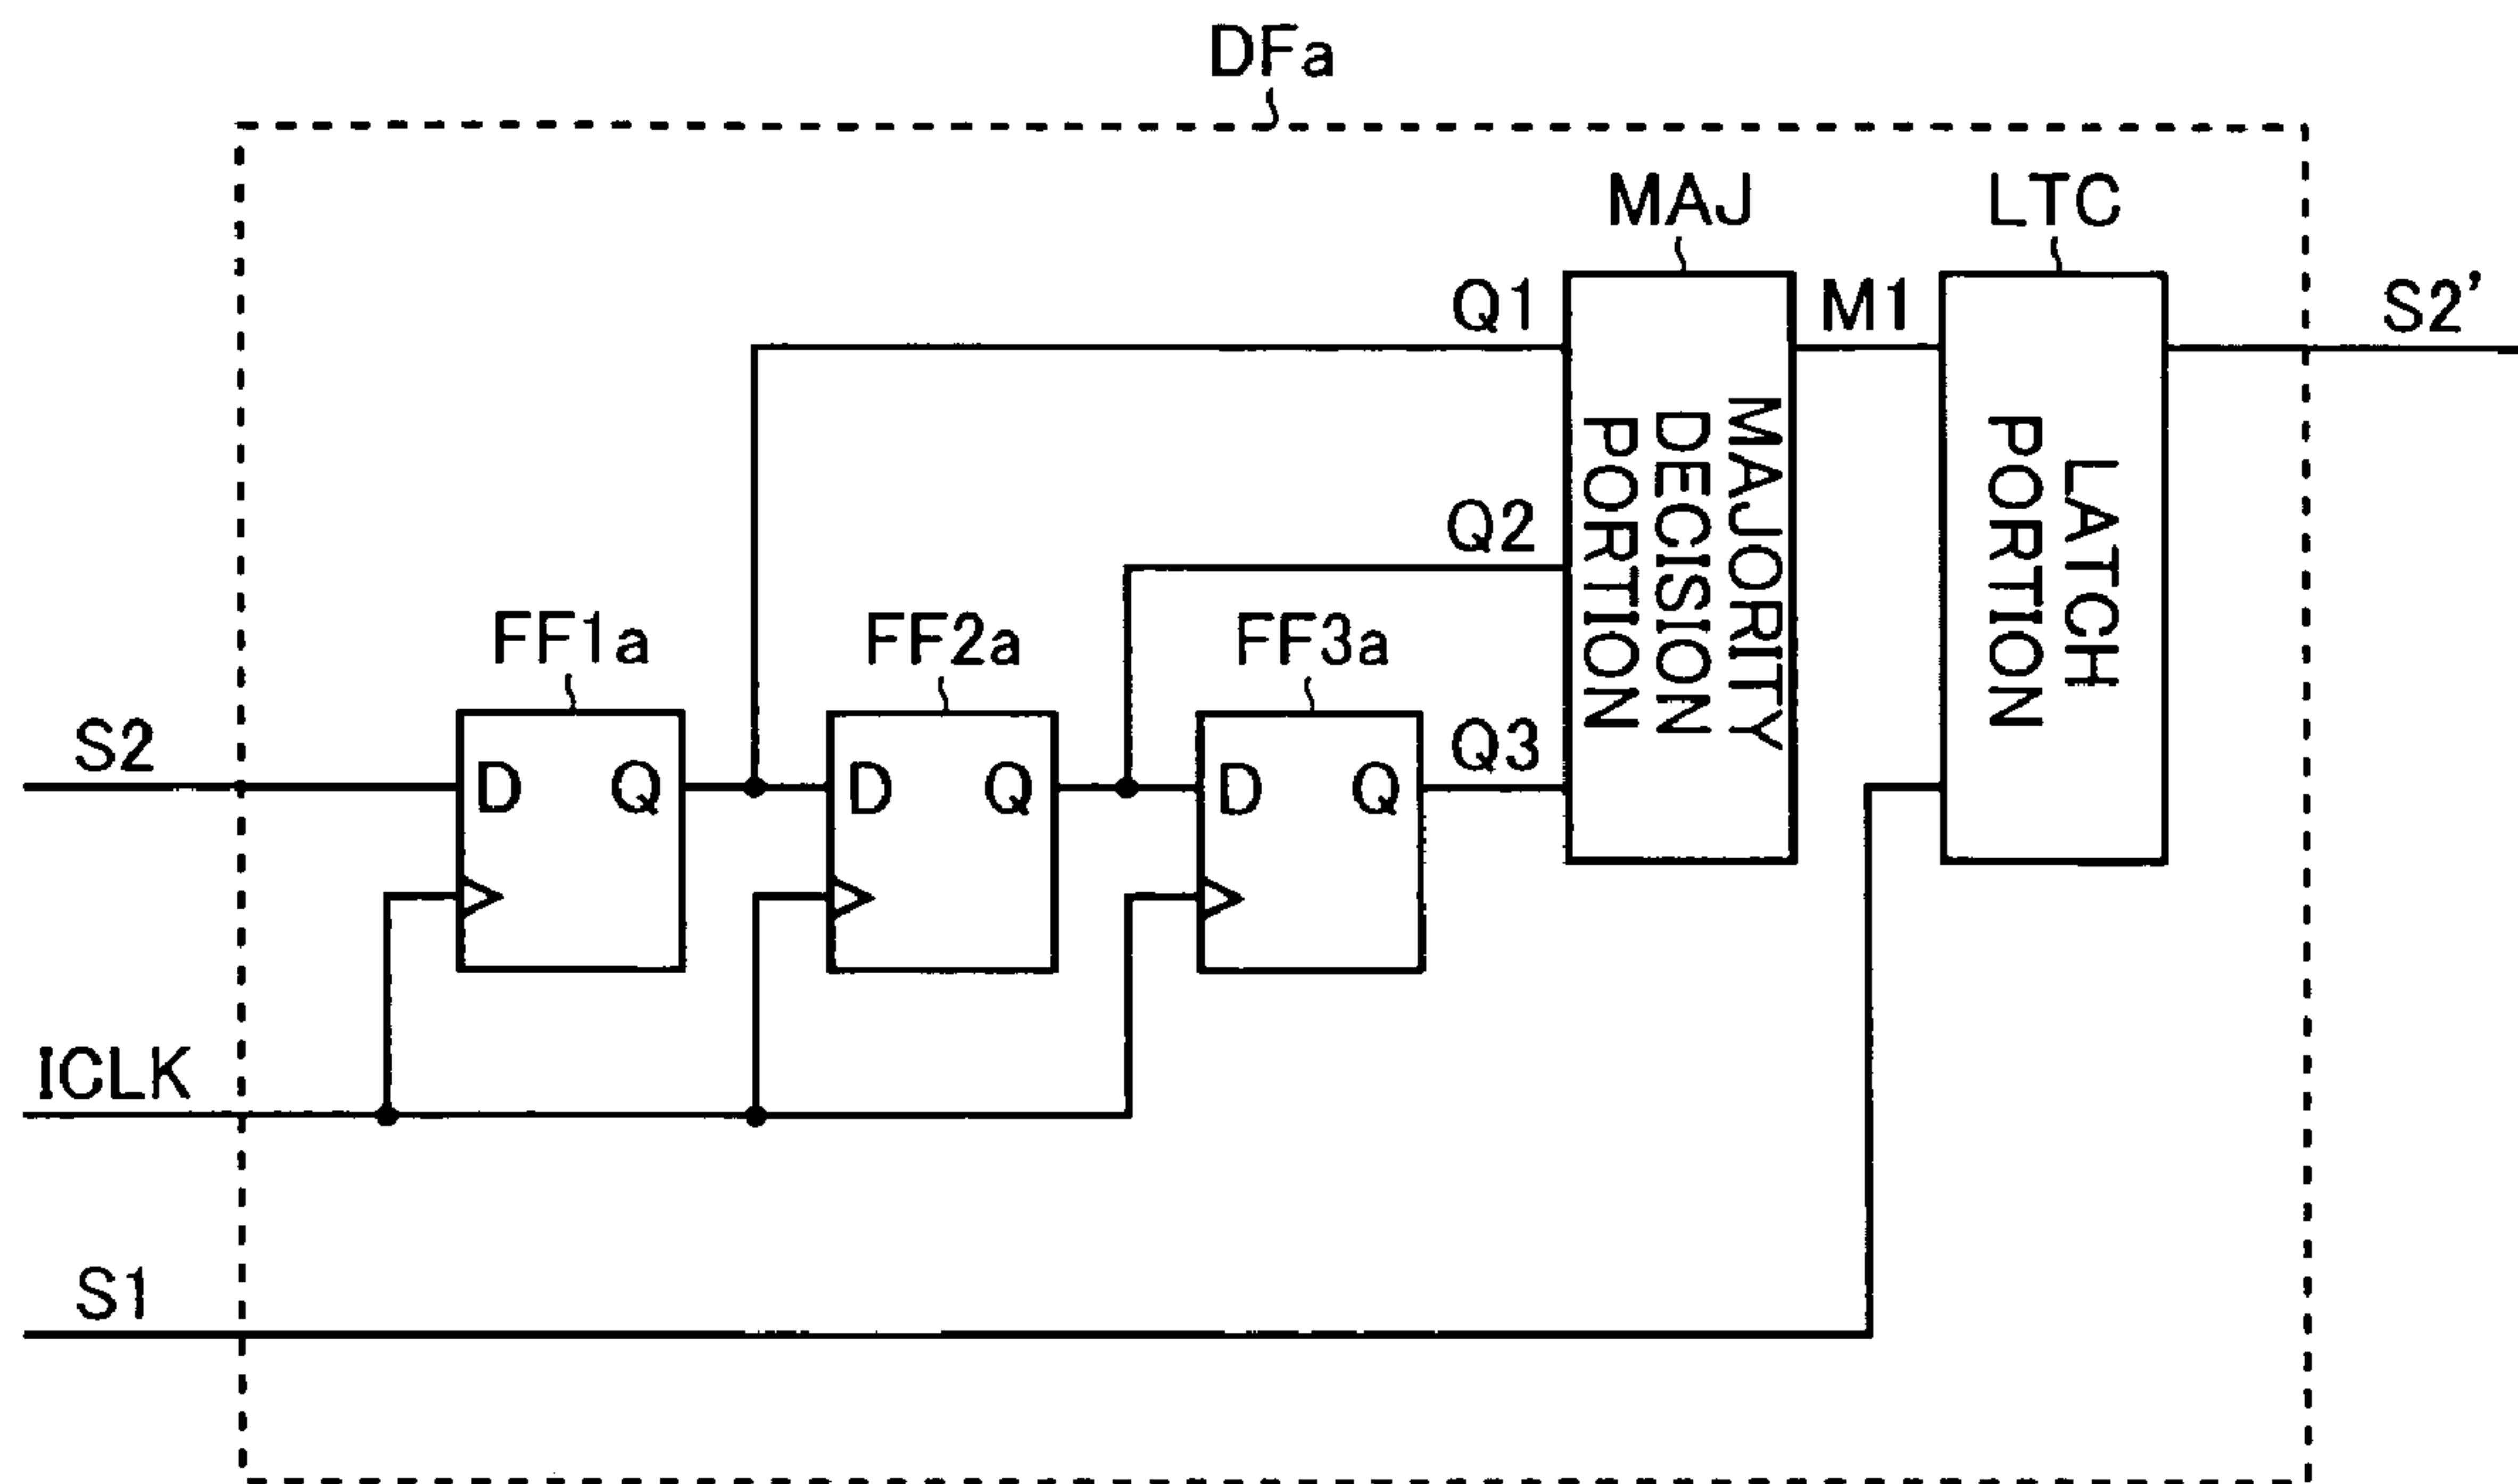 DFa
MAJ
LTC
Q1
M1
S2'
Q2
MAJORITY
DECISION
PORTION
LATCH
PORTION
FF1a
FF2a
FF3a
S2
Q3
D
Q
D
Q
D
Q
ICLK
S1